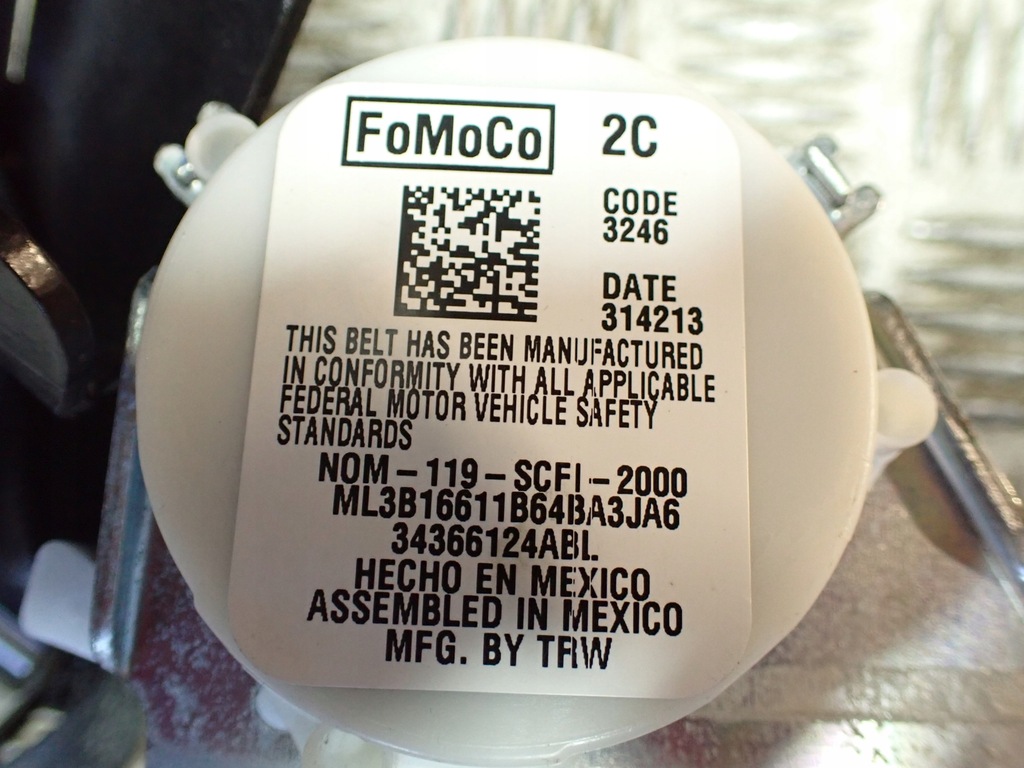 FoMoCo 2C
CODE
3246
DATE
314213
THIS BELT HAS BEEN MANUFACTURED
IN CONFORMITY WITH ALL APPLICABLE
FEDERAL MOTOR VEHICLE SAFETY
STANDARDS
NOM-119-SCFI-2000
ML3B16611B64BA3JA6
34366124ABL
HECHO EN MEXICO
ASSEMBLED IN MEXICO
MFG. BY TRW